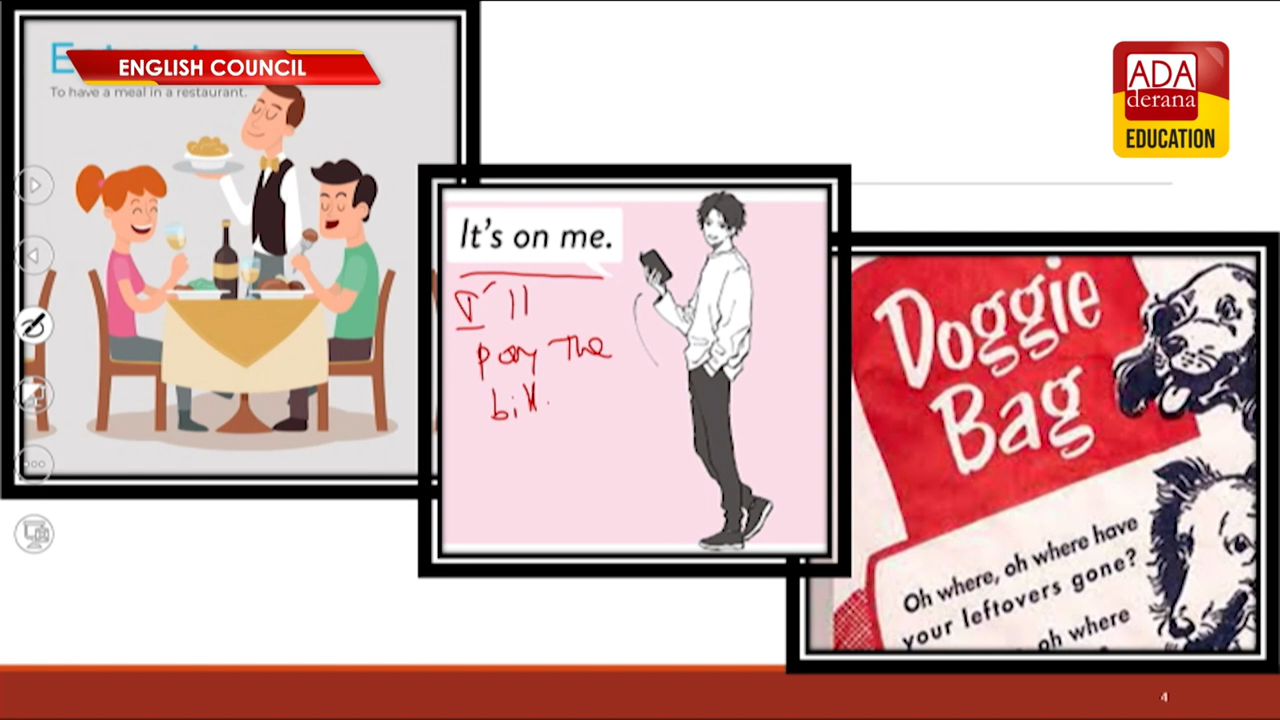 ENGLISH COUNCIL
To have a meal in a restaurant.
It's on me.
I'll
pay the
bill.
Doggie
Bag
Oh where, oh where have
your leftovers gone?
oh where
ADA
derana
EDUCATION
4